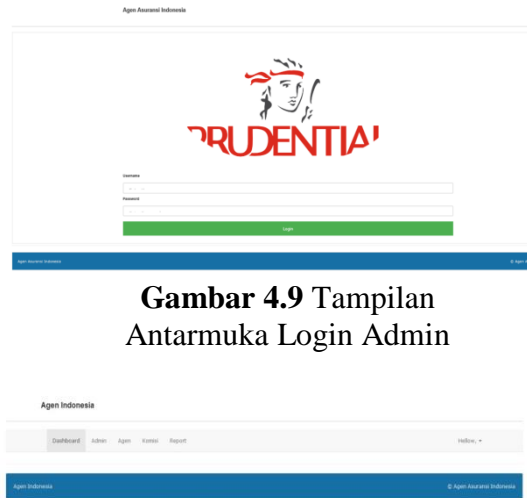 Agen Asuransi Indonesia
PRUDENTIAL
Username
Password
Login
Agen Asuransi Indonesia
© Agen A
Gambar 4.9 Tampilan
Antarmuka Login Admin
Agen Indonesia
Dashboard Admin Agen Komisi Report Hellow,
Agen Indonesia © Agen Asuransi Indonesia